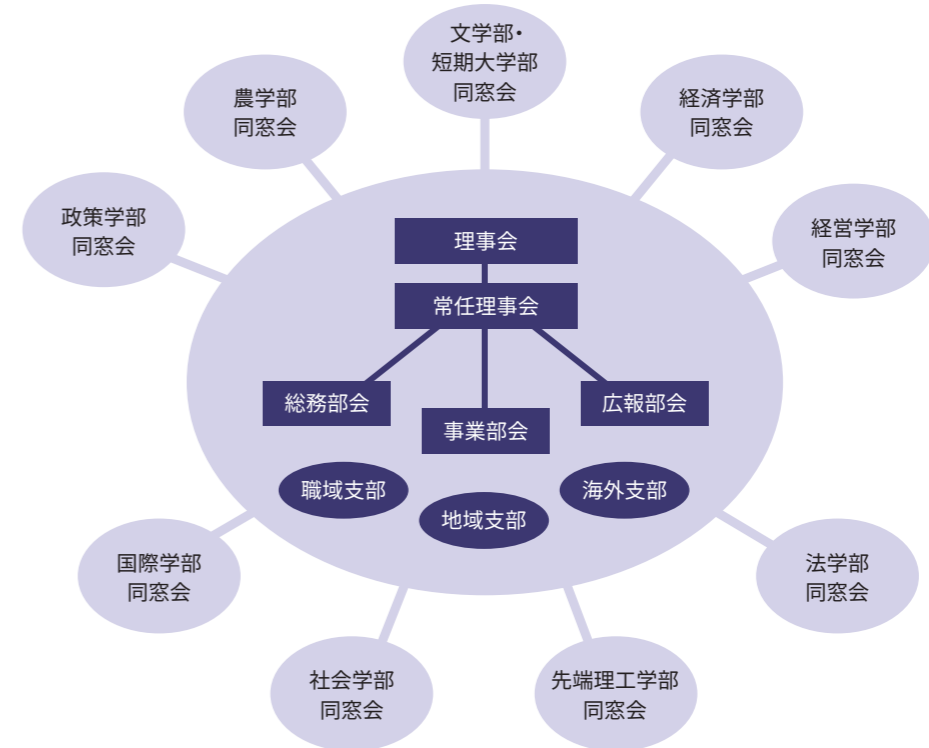 文学部・
短期大学部
同窓会
農学部
同窓会
経済学部
同窓会
政策学部
同窓会
経営学部
同窓会
理事会
常任理事会
総務部会
事業部会
広報部会
職域支部
地域支部
海外支部
国際学部
同窓会
法学部
同窓会
社会学部
同窓会
先端理工学部
同窓会